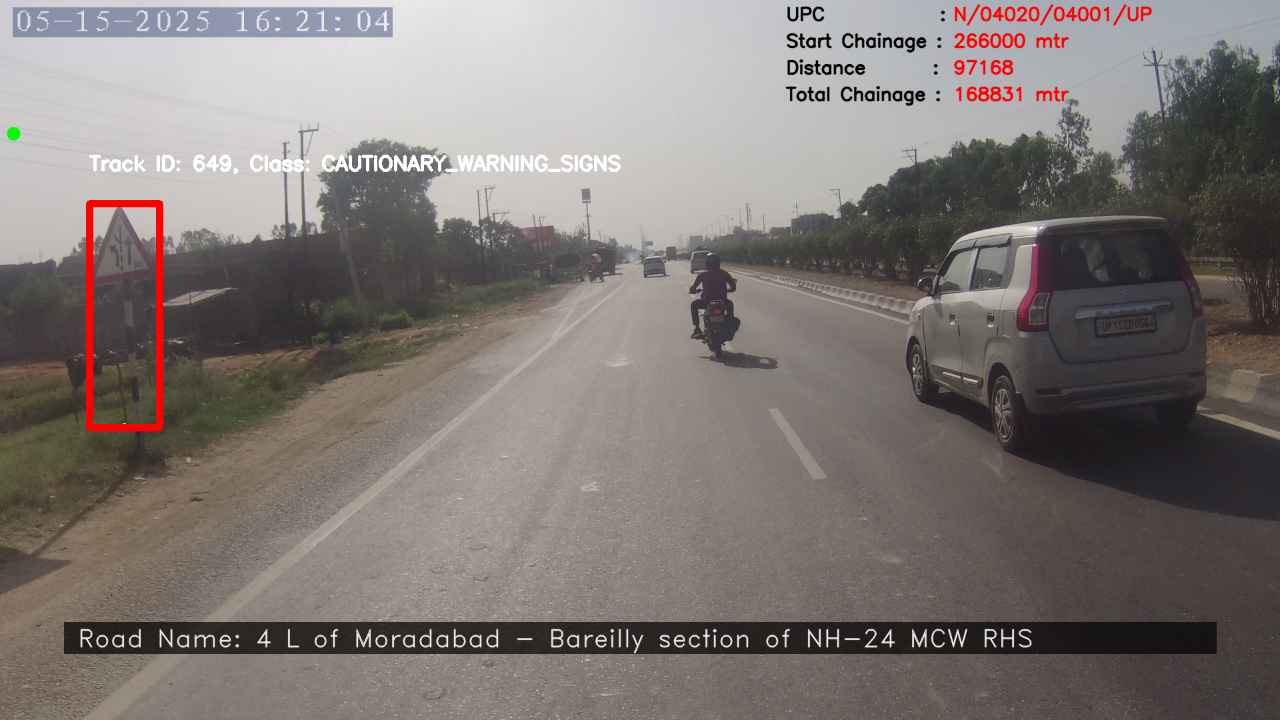 05-15-2025 16:21:04
UPC : N/04020/04001/UP
Start Chainage : 266000 mtr
Distance : 97168
Total Chainage : 168831 mtr
Track ID: 649, Class: CAUTIONARY_WARNING_SIGNS
Road Name: 4 L of Moradabad - Bareilly section of NH-24 MCW RHS